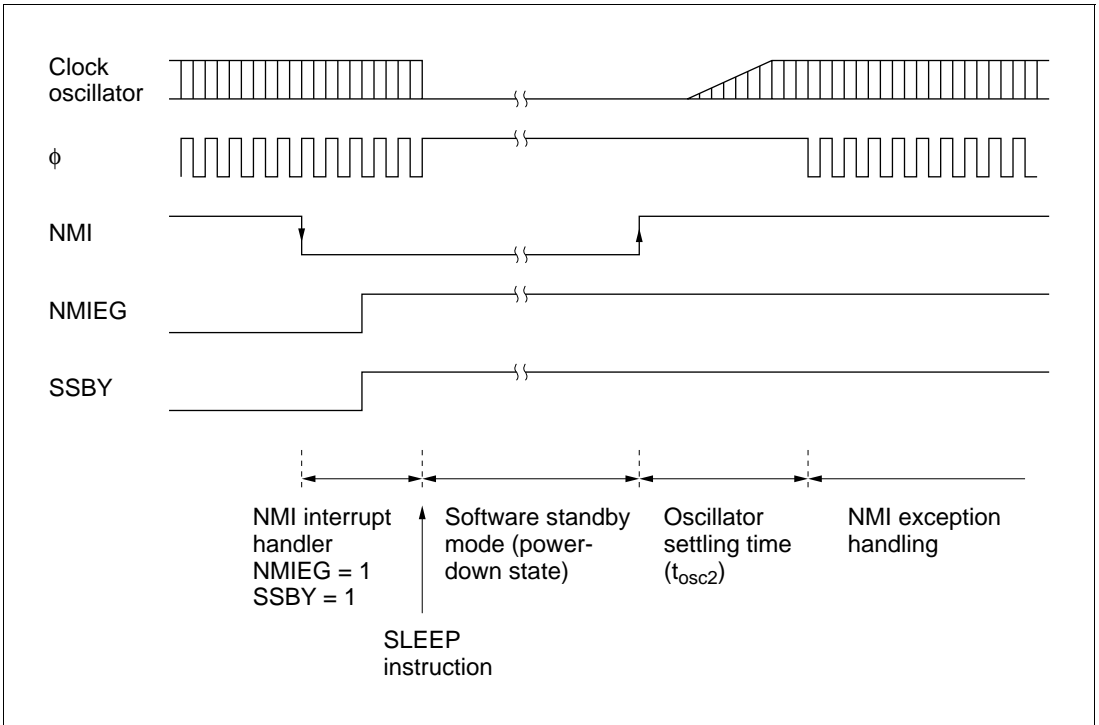 Clock
oscillator
φ
NMI
NMIEG
SSBY
NMI interrupt
handler
NMIEG = 1
SSBY = 1
Software standby
mode (power-
down state)
Oscillator
settling time
(tosc2)
NMI exception
handling
SLEEP
instruction